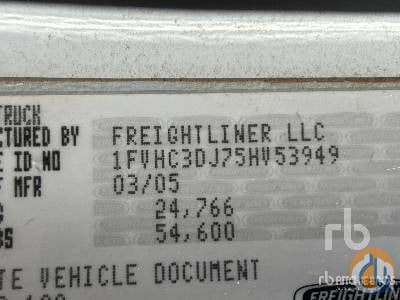 TRUCK
CTURED BY FREIGHTLINER LLC
E ID NO 1FVHC3DJ75HV53949
F MFR 03/05
24,766
BS 54,600
TE VEHICLE DOCUMENT
rb